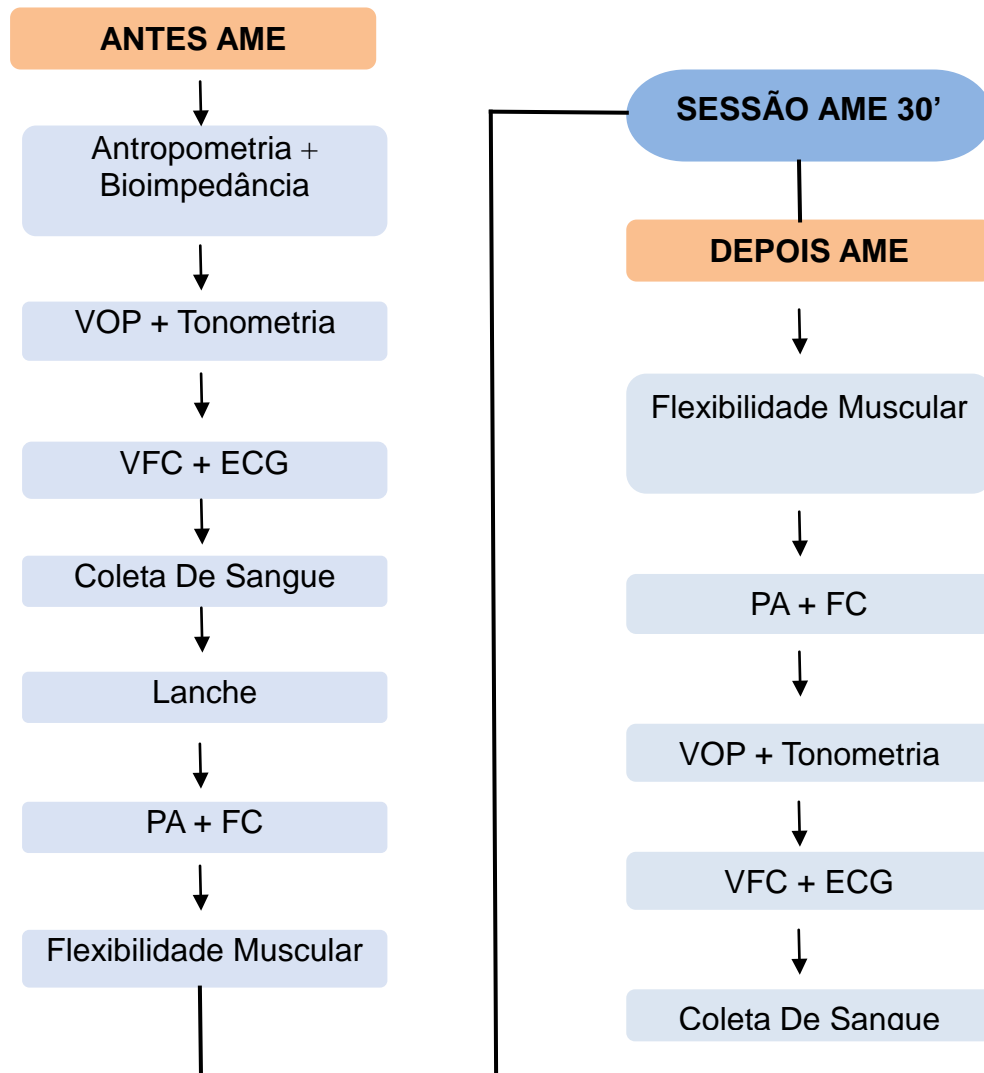 ANTES AME
Antropometria +
Bioimpedância
VOP + Tonometria
VFC + ECG
Coleta De Sangue
Lanche
PA + FC
Flexibilidade Muscular
SESSÃO AME 30’
DEPOIS AME
Flexibilidade Muscular
PA + FC
VOP + Tonometria
VFC + ECG
Coleta De Sangue